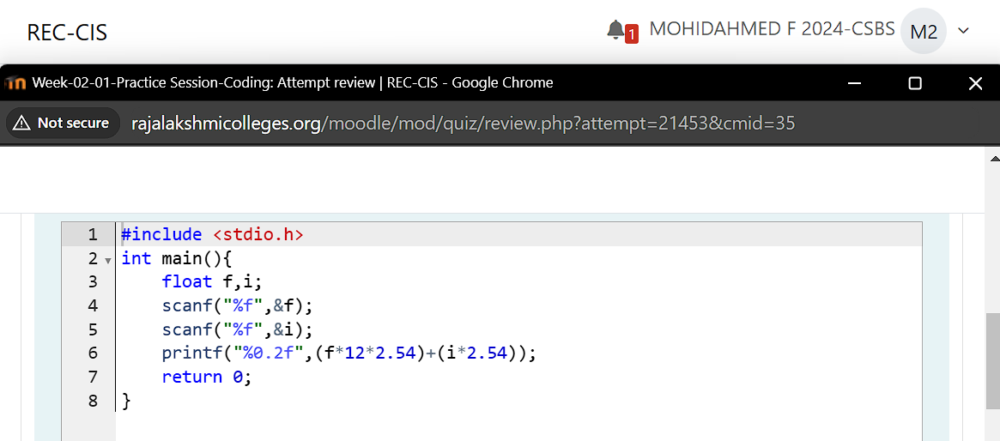 REC-CIS
1 MOHIDAHMED F 2024-CSBS M2
Week-02-01-Practice Session-Coding: Attempt review | REC-CIS - Google Chrome
Not secure rajalakshmicolleges.org/moodle/mod/quiz/review.php?attempt=21453&cmid=35
1 #include <stdio.h>
2 int main(){
3     float f,i;
4     scanf("%f",&f);
5     scanf("%f",&i);
6     printf("%0.2f",(f*12*2.54)+(i*2.54));
7     return 0;
8 }